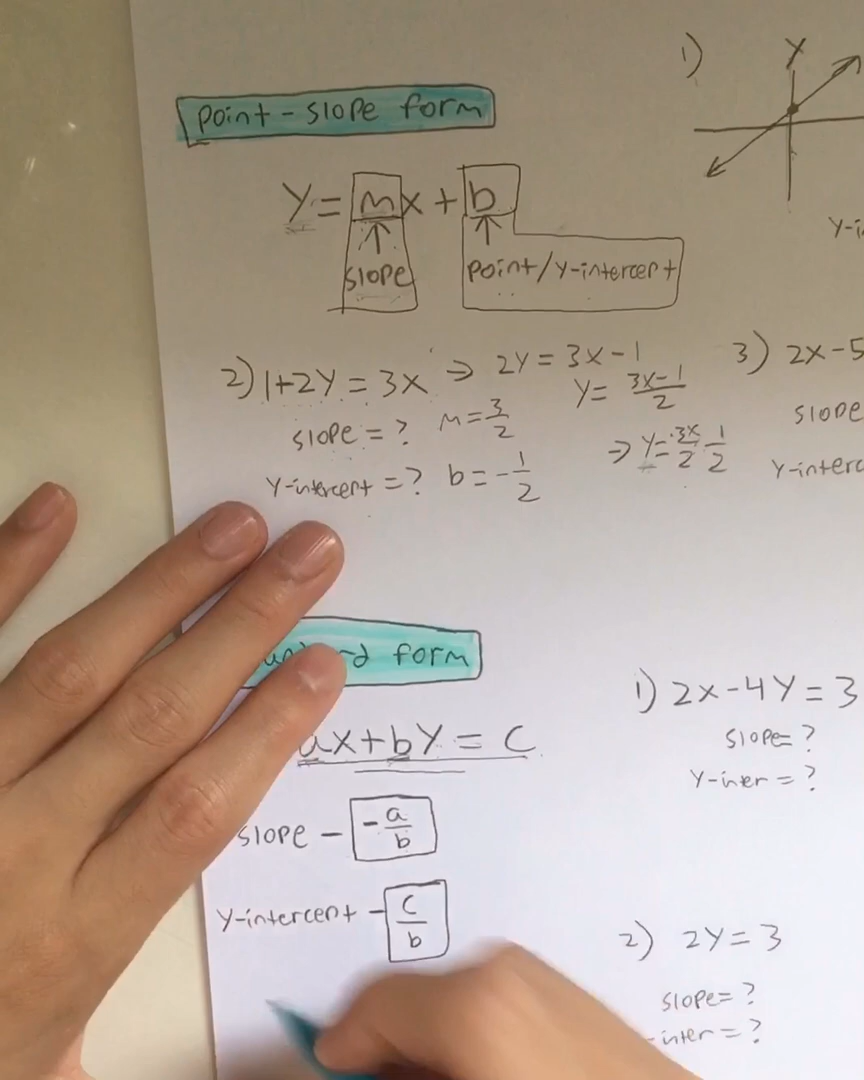 Point - slope form
1)
Y
Y = mx + b
↑ ↑
slope point/y-intercept
2) 1+2Y = 3X → 2Y = 3X-1
Y = 3X-1/2
slope = ? m = 3/2
→ Y = 3X/2 - 1/2
Y-intercept = ? b = -1/2
3) 2X-5
slope
form
ax+by = c
slope - -a/b
Y-intercept - c/b
1) 2X-4Y = 3
slope= ?
Y-inter = ?
2) 2Y = 3
slope= ?
-inter = ?